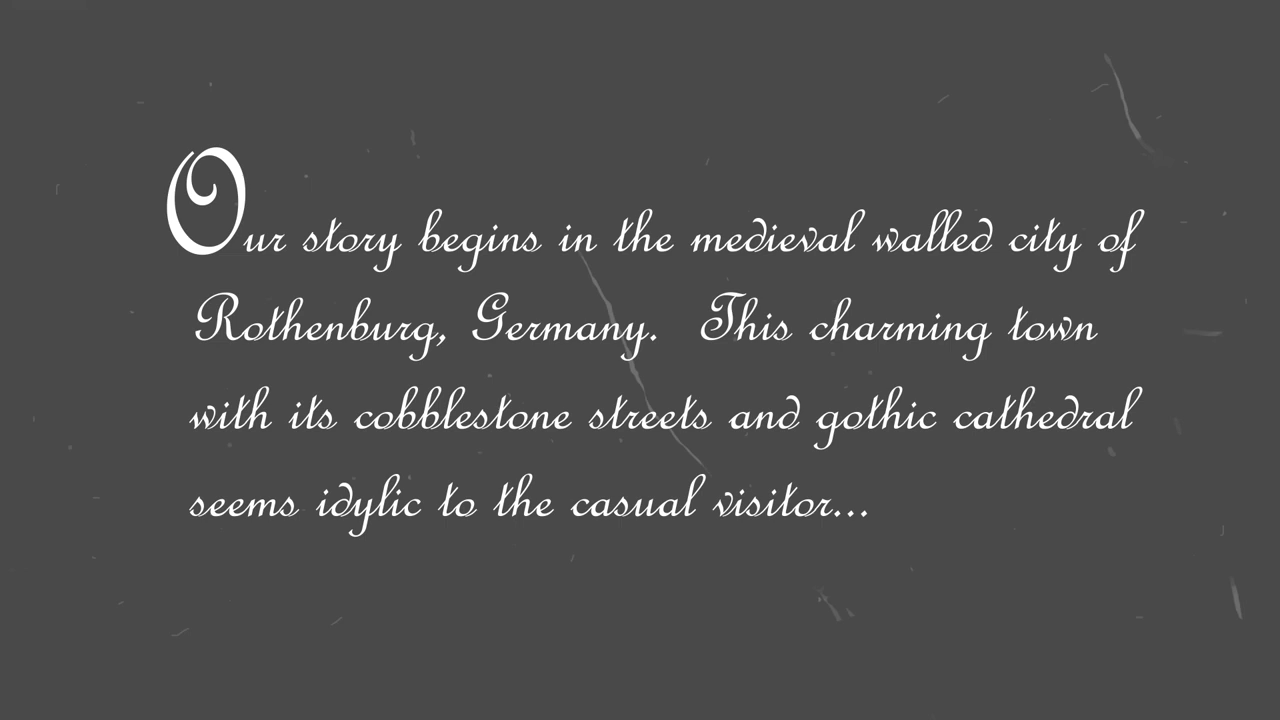 Our story begins in the medieval walled city of
Rothenburg, Germany.  This charming town
with its cobblestone streets and gothic cathedral
seems idylic to the casual visitor...